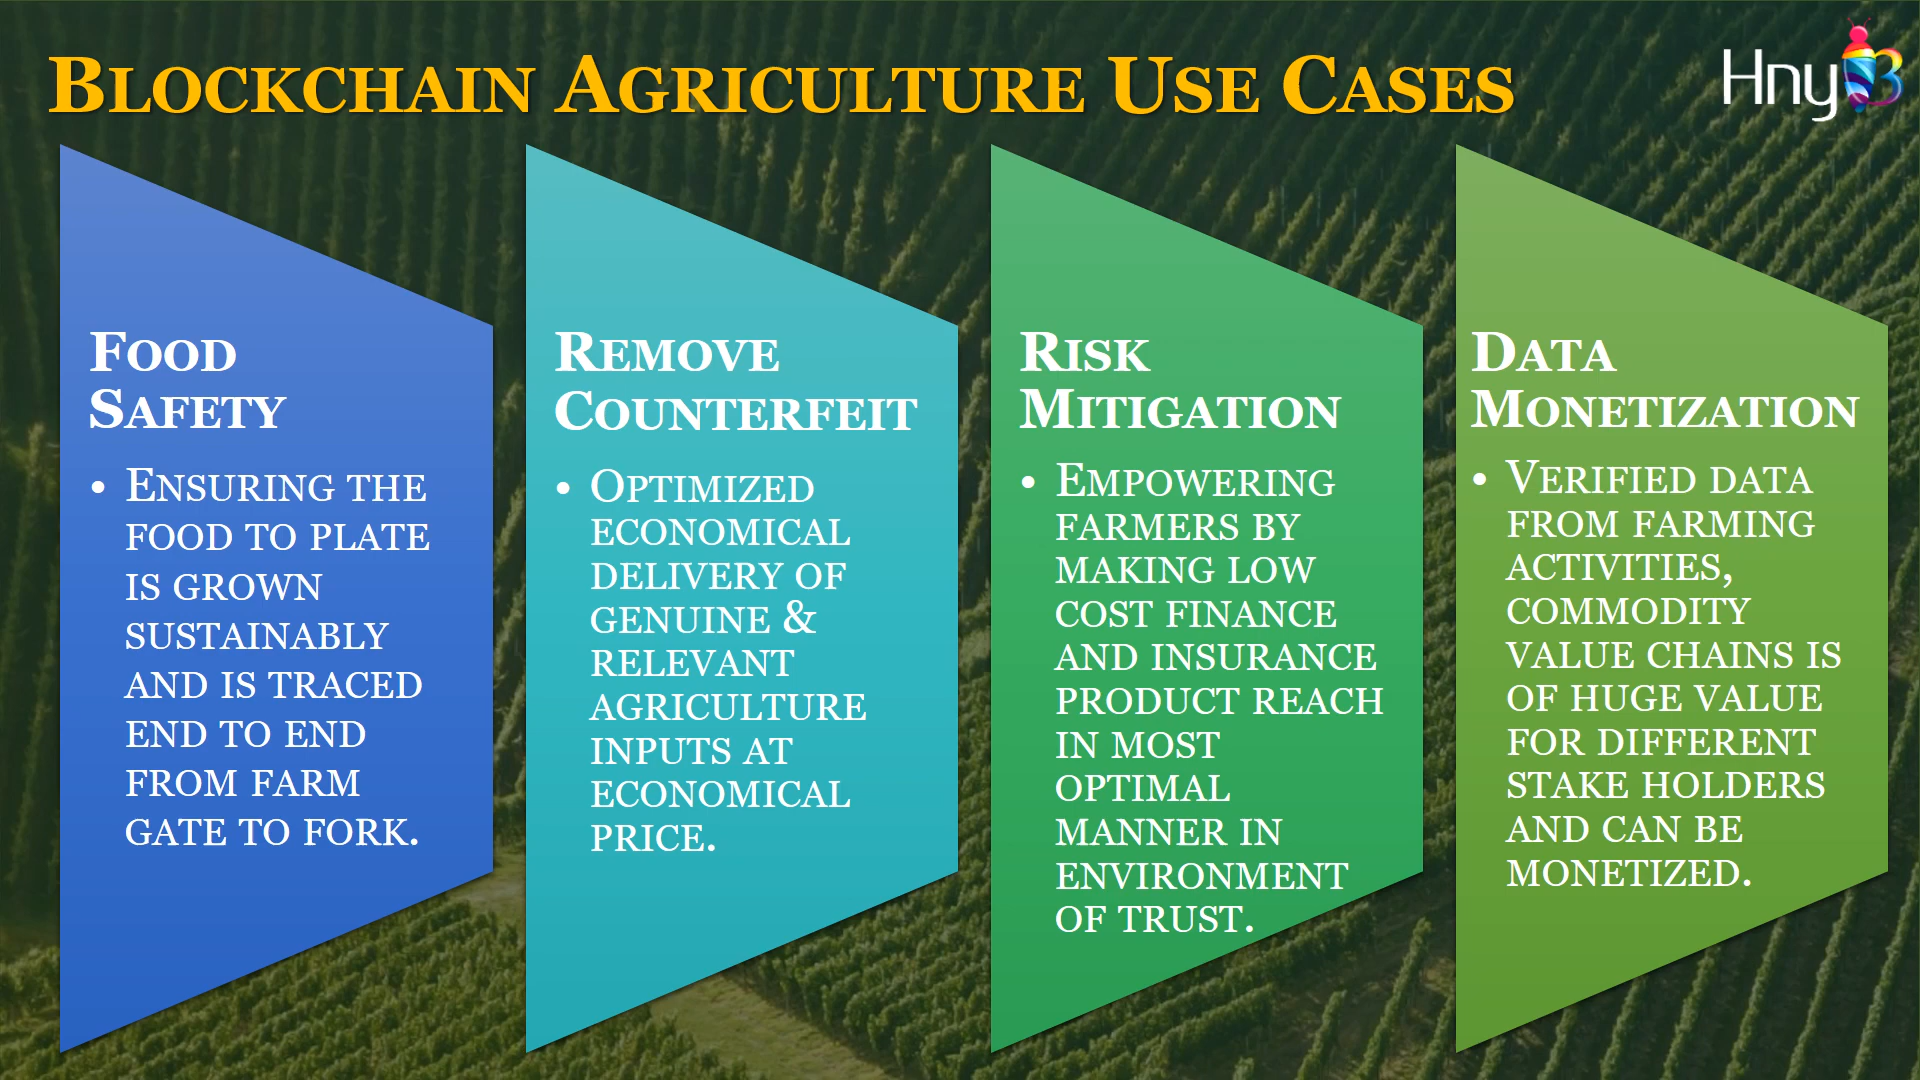 Blockchain Agriculture Use Cases
HnyB
Food
Safety
• Ensuring the
food to plate
is grown
sustainably
and is traced
end to end
from farm
gate to fork.
Remove
Counterfeit
• Optimized
economical
delivery of
genuine &
relevant
agriculture
inputs at
economical
price.
Risk
Mitigation
• Empowering
farmers by
making low
cost finance
and insurance
product reach
in most
optimal
manner in
environment
of trust.
Data
Monetization
• Verified data
from farming
activities,
commodity
value chains is
of huge value
for different
stake holders
and can be
monetized.